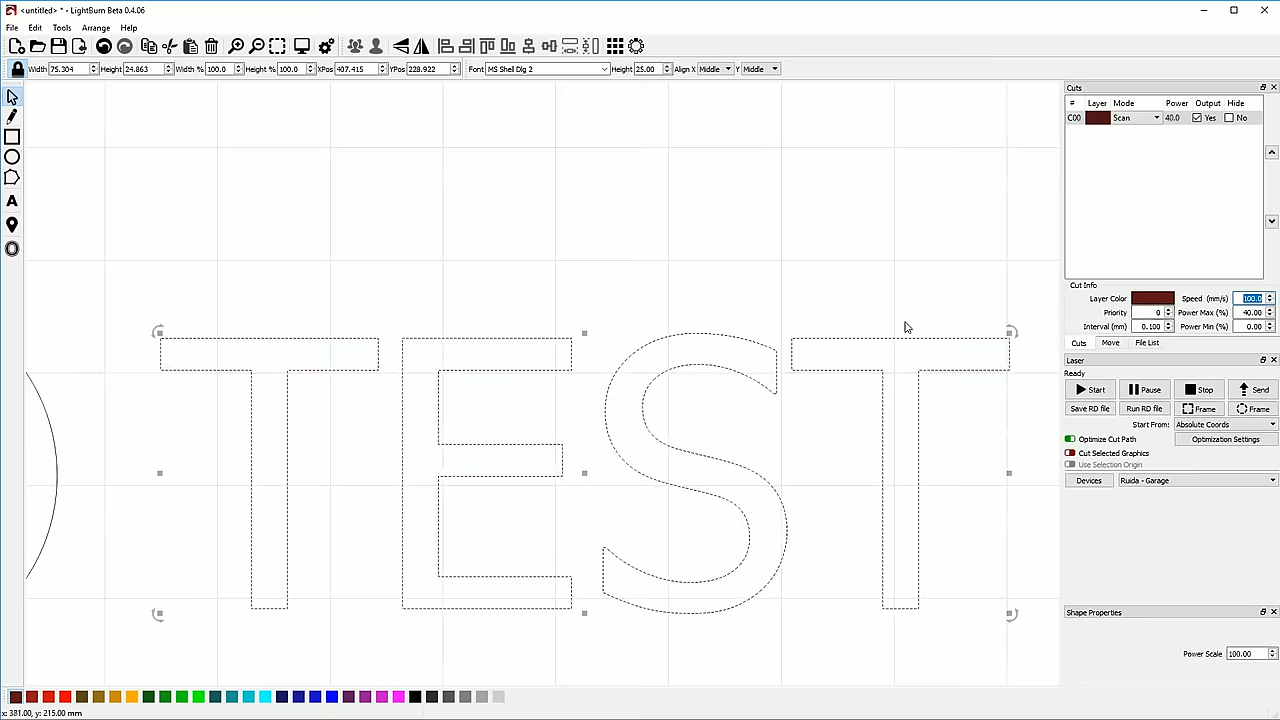 <untitled> * - LightBurn Beta 0.4.06
File Edit Tools Arrange Help
Width 75.304 Height 24.863 Width % 100.0 Height % 100.0 XPos 407.415 YPos 228.922 Font MS Shell Dlg 2 Height 25.00 Align X Middle Y Middle
Cuts
# Layer Mode Power Output Hide
C00 Scan 40.0 Yes No
Cut Info
Layer Color Speed (mm/s) 100.0
Priority 0 Power Max (%) 40.00
Interval (mm) 0.100 Power Min (%) 0.00
Cuts Move File List
Laser
Ready
Start Pause Stop Send
Save RD file Run RD file Frame Frame
Start From: Absolute Coords
Optimize Cut Path Optimization Settings
Cut Selected Graphics
Use Selection Origin
Devices Ruida - Garage
TEST
Shape Properties
Power Scale 100.00
x: 381.00, y: 215.00 mm